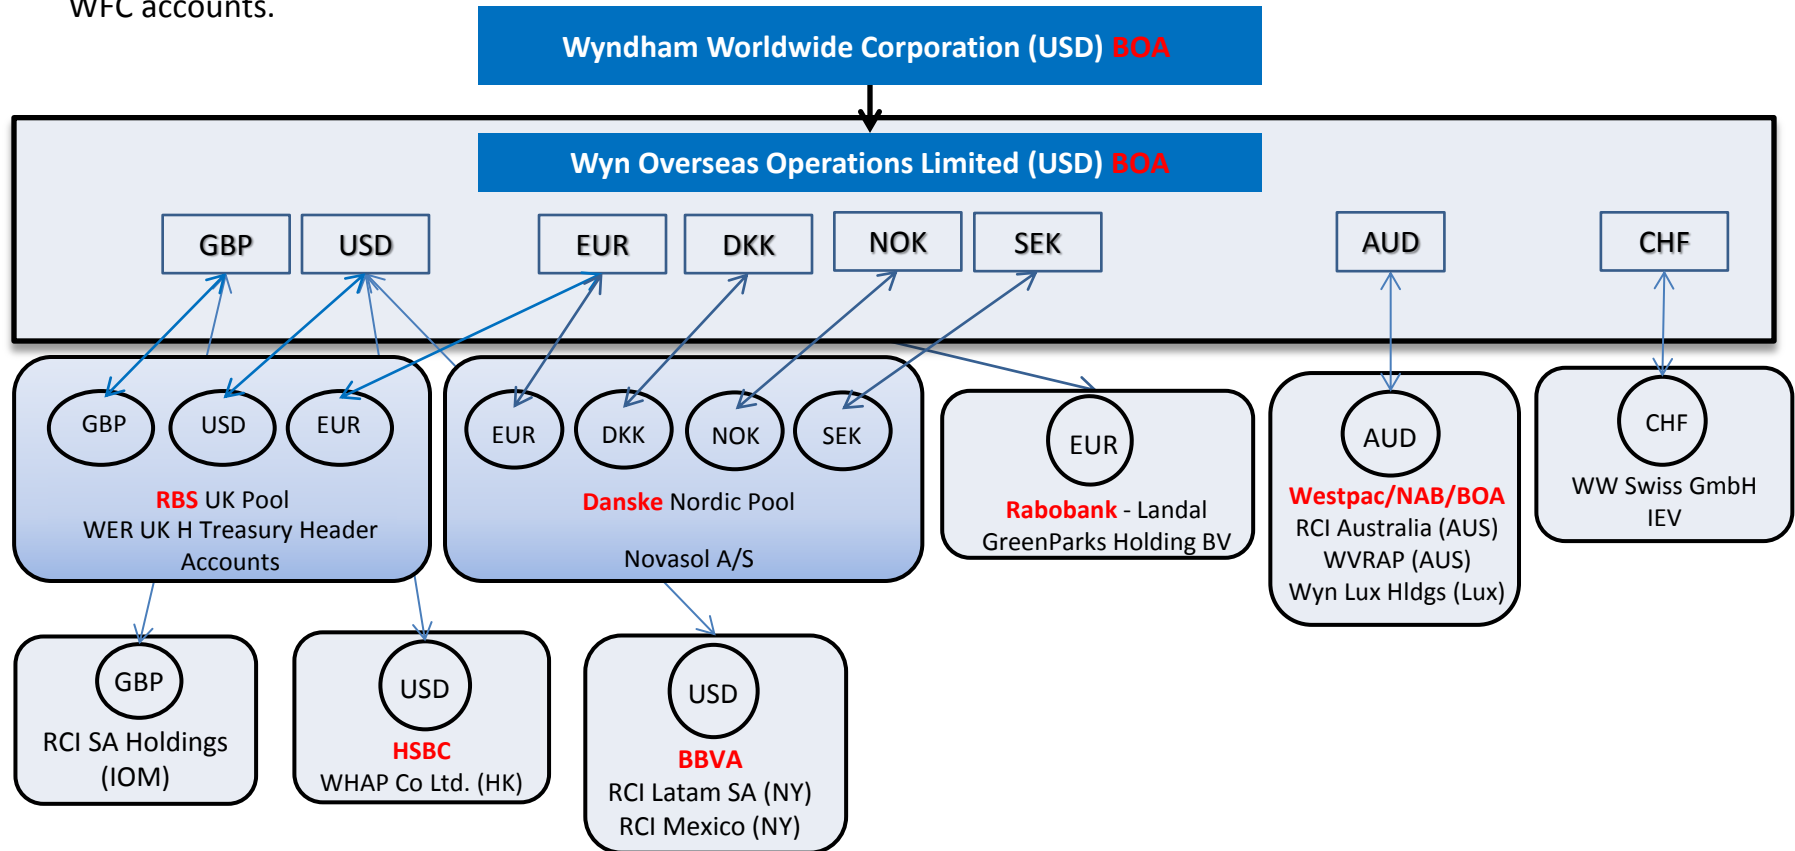 WFC accounts.
Wyndham Worldwide Corporation (USD) BOA
Wyn Overseas Operations Limited (USD) BOA
GBP
USD
EUR
DKK
NOK
SEK
AUD
CHF
GBP
USD
EUR
RBS UK Pool
WER UK H Treasury Header
Accounts
EUR
DKK
NOK
SEK
Danske Nordic Pool
Novasol A/S
EUR
Rabobank - Landal
GreenParks Holding BV
AUD
Westpac/NAB/BOA
RCI Australia (AUS)
WVRAP (AUS)
Wyn Lux Hldgs (Lux)
CHF
WW Swiss GmbH
IEV
GBP
RCI SA Holdings
(IOM)
USD
HSBC
WHAP Co Ltd. (HK)
USD
BBVA
RCI Latam SA (NY)
RCI Mexico (NY)